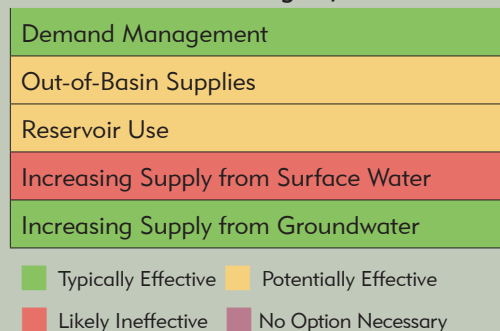 Demand Management
Out-of-Basin Supplies
Reservoir Use
Increasing Supply from Surface Water
Increasing Supply from Groundwater
Typically Effective Potentially Effective
Likely Ineffective No Option Necessary